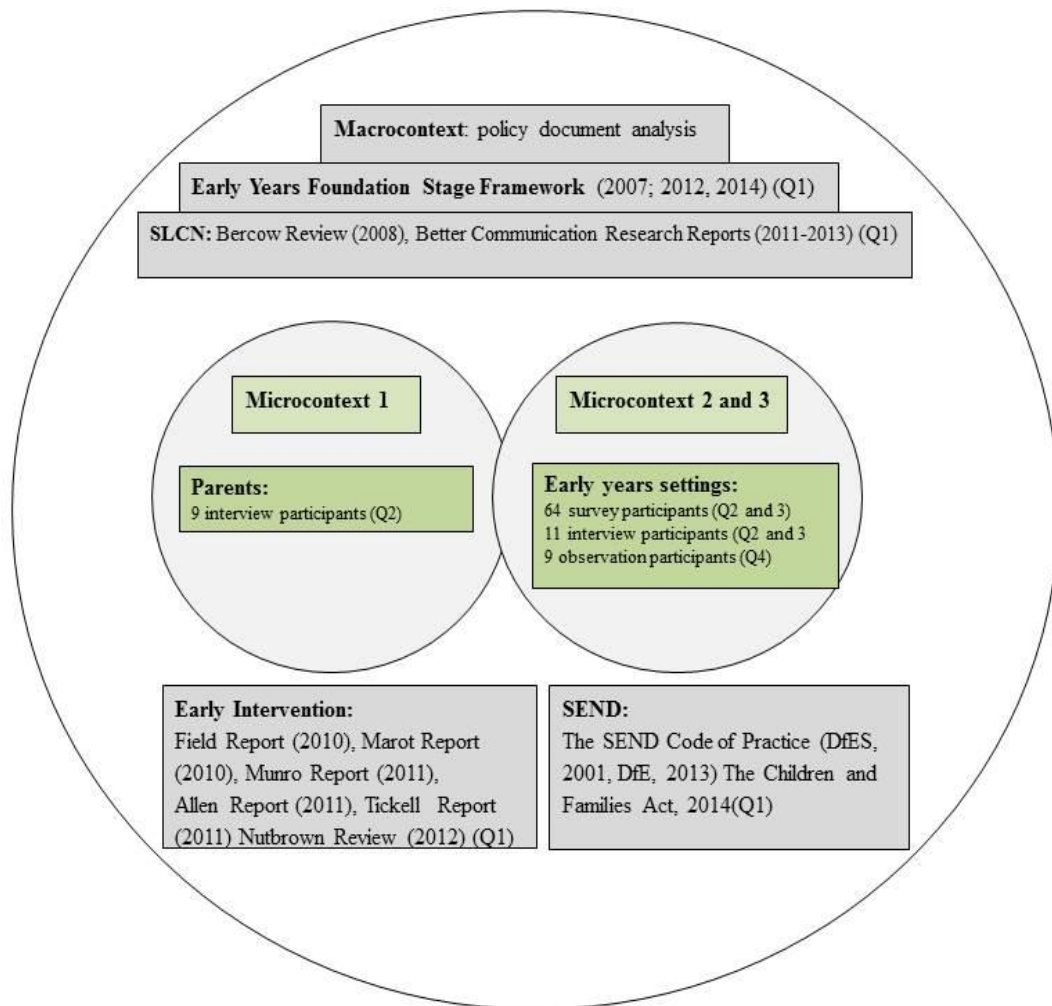 Macrocontext: policy document analysis
Early Years Foundation Stage Framework (2007; 2012, 2014) (Q1)
SLCN: Bercow Review (2008), Better Communication Research Reports (2011-2013) (Q1)
Microcontext 1
Parents:
9 interview participants (Q2)
Microcontext 2 and 3
Early years settings:
64 survey participants (Q2 and 3)
11 interview participants (Q2 and 3
9 observation participants (Q4)
Early Intervention:
Field Report (2010), Marot Report
(2010), Munro Report (2011),
Allen Report (2011), Tickell Report
(2011) Nutbrown Review (2012) (Q1)
SEND:
The SEND Code of Practice (DfES,
2001, DfE, 2013) The Children and
Families Act, 2014(Q1)